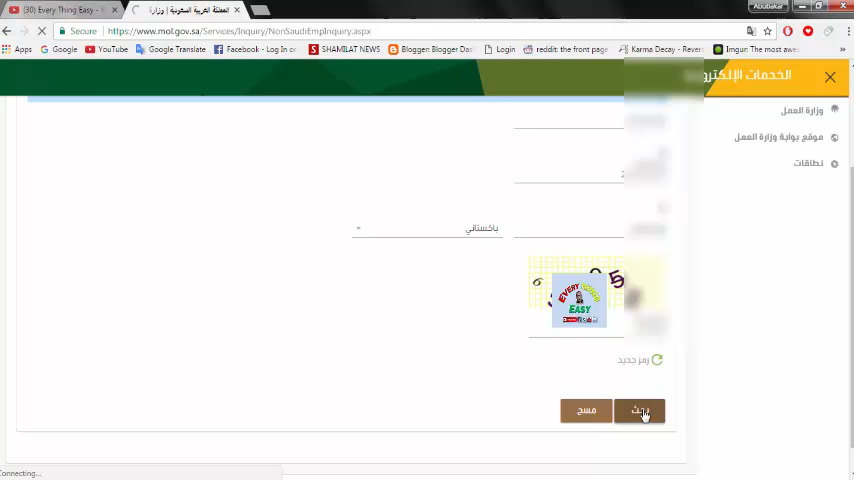 Abubakar
(30) Every Thing Easy -
المملكة العربية السعودية | وزارة
Secure
https://www.mol.gov.sa/Services/Inquiry/NonSaudiEmpInquiry.aspx
Apps
Google
YouTube
Google Translate
Facebook - Log In or
SHAMILAT NEWS
Blogger: Blogger Das
Login
reddit: the front page
Karma Decay - Revers
Imgur: The most awe
الخدمات الإلكترونية
وزارة العمل
موقع بوابة وزارة العمل
نطاقات
باكستاني
EVERY THING
EASY
رمز جديد
بحث
مسح
Connecting...